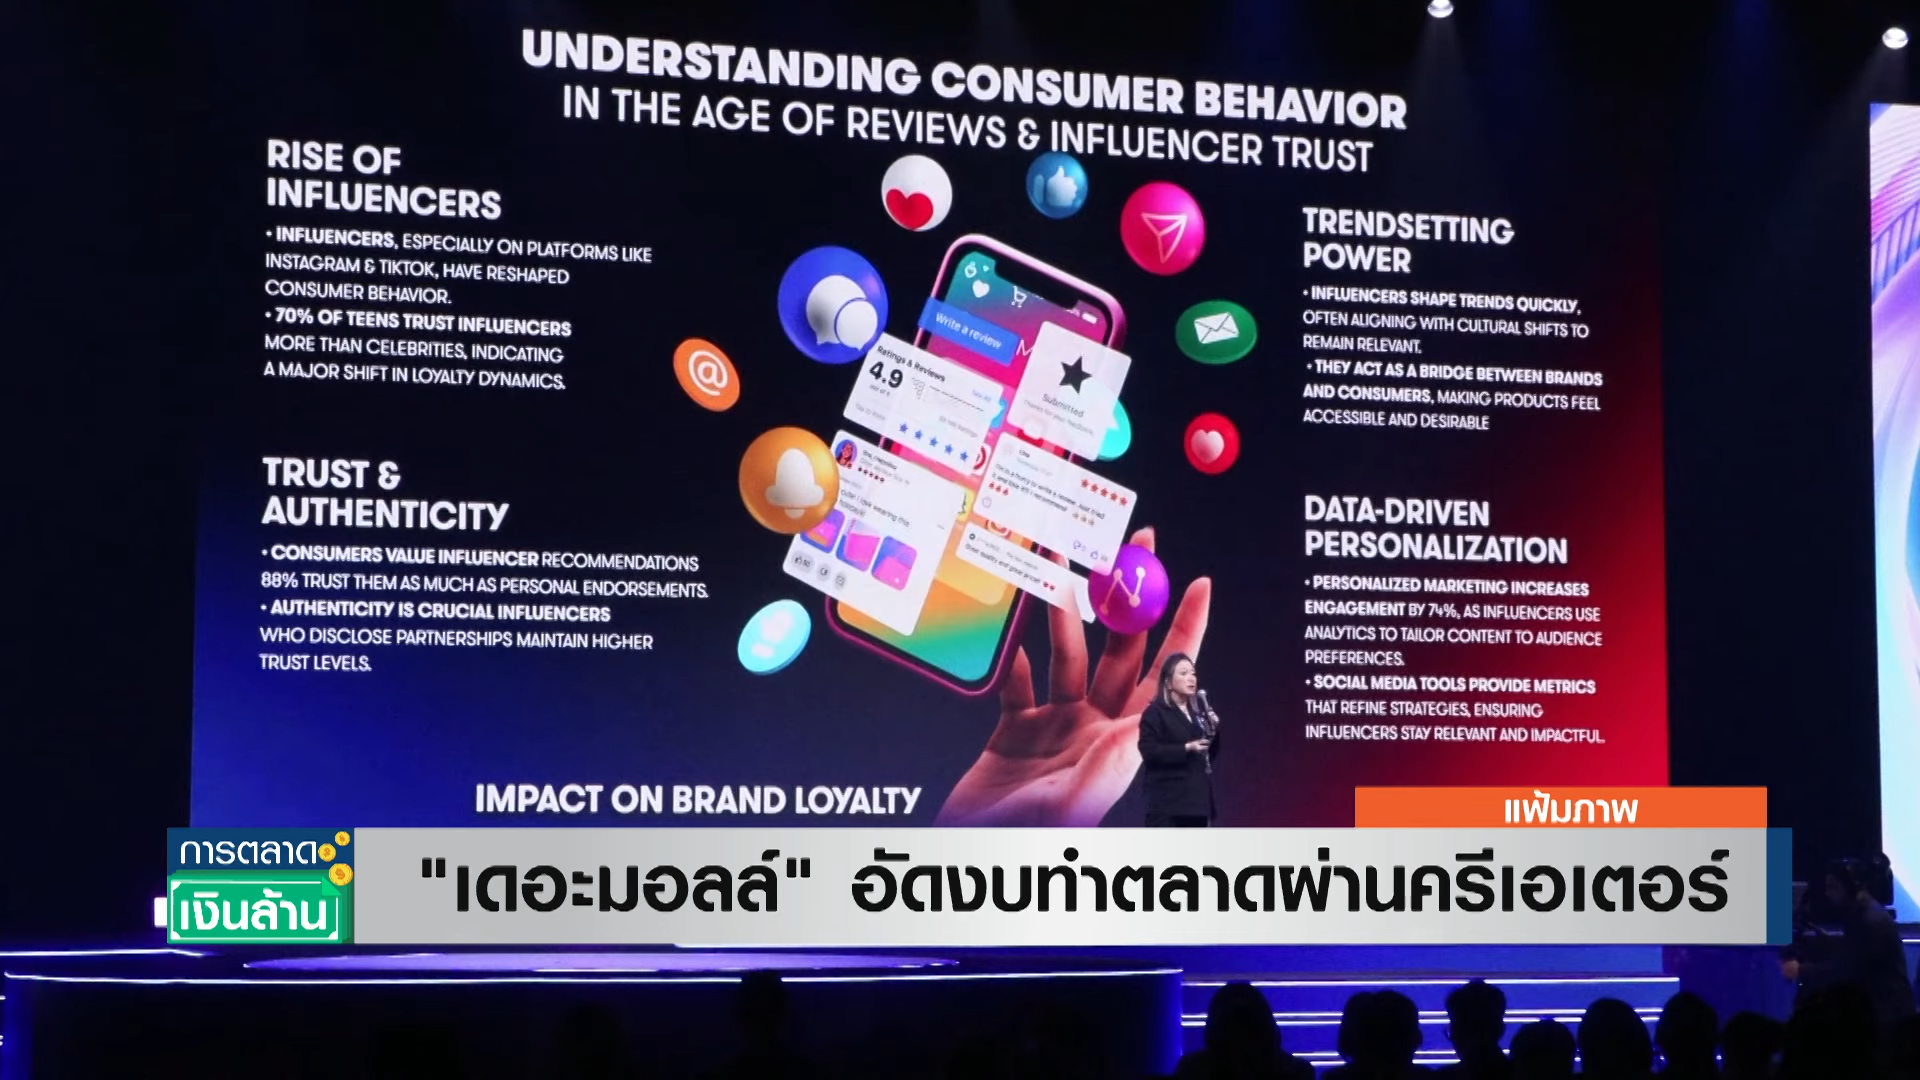 UNDERSTANDING CONSUMER BEHAVIOR
IN THE AGE OF REVIEWS & INFLUENCER TRUST
RISE OF
INFLUENCERS
• INFLUENCERS, ESPECIALLY ON PLATFORMS LIKE
INSTAGRAM & TIKTOK, HAVE RESHAPED
CONSUMER BEHAVIOR.
• 70% OF TEENS TRUST INFLUENCERS
MORE THAN CELEBRITIES, INDICATING
A MAJOR SHIFT IN LOYALTY DYNAMICS.
TRUST &
AUTHENTICITY
• CONSUMERS VALUE INFLUENCER RECOMMENDATIONS
88% TRUST THEM AS MUCH AS PERSONAL ENDORSEMENTS.
• AUTHENTICITY IS CRUCIAL INFLUENCERS
WHO DISCLOSE PARTNERSHIPS MAINTAIN HIGHER
TRUST LEVELS.
Write a review
Ratings & Reviews
4.9
Submitted
TRENDSETTING
POWER
• INFLUENCERS SHAPE TRENDS QUICKLY,
OFTEN ALIGNING WITH CULTURAL SHIFTS TO
REMAIN RELEVANT.
• THEY ACT AS A BRIDGE BETWEEN BRANDS
AND CONSUMERS, MAKING PRODUCTS FEEL
ACCESSIBLE AND DESIRABLE
DATA-DRIVEN
PERSONALIZATION
• PERSONALIZED MARKETING INCREASES
ENGAGEMENT BY 74%, AS INFLUENCERS USE
ANALYTICS TO TAILOR CONTENT TO AUDIENCE
PREFERENCES.
• SOCIAL MEDIA TOOLS PROVIDE METRICS
THAT REFINE STRATEGIES, ENSURING
INFLUENCERS STAY RELEVANT AND IMPACTFUL.
IMPACT ON BRAND LOYALTY
แฟ้มภาพ
การตลาด
เงินล้าน
"เดอะมอลล์" อัดงบทำตลาดผ่านครีเอเตอร์